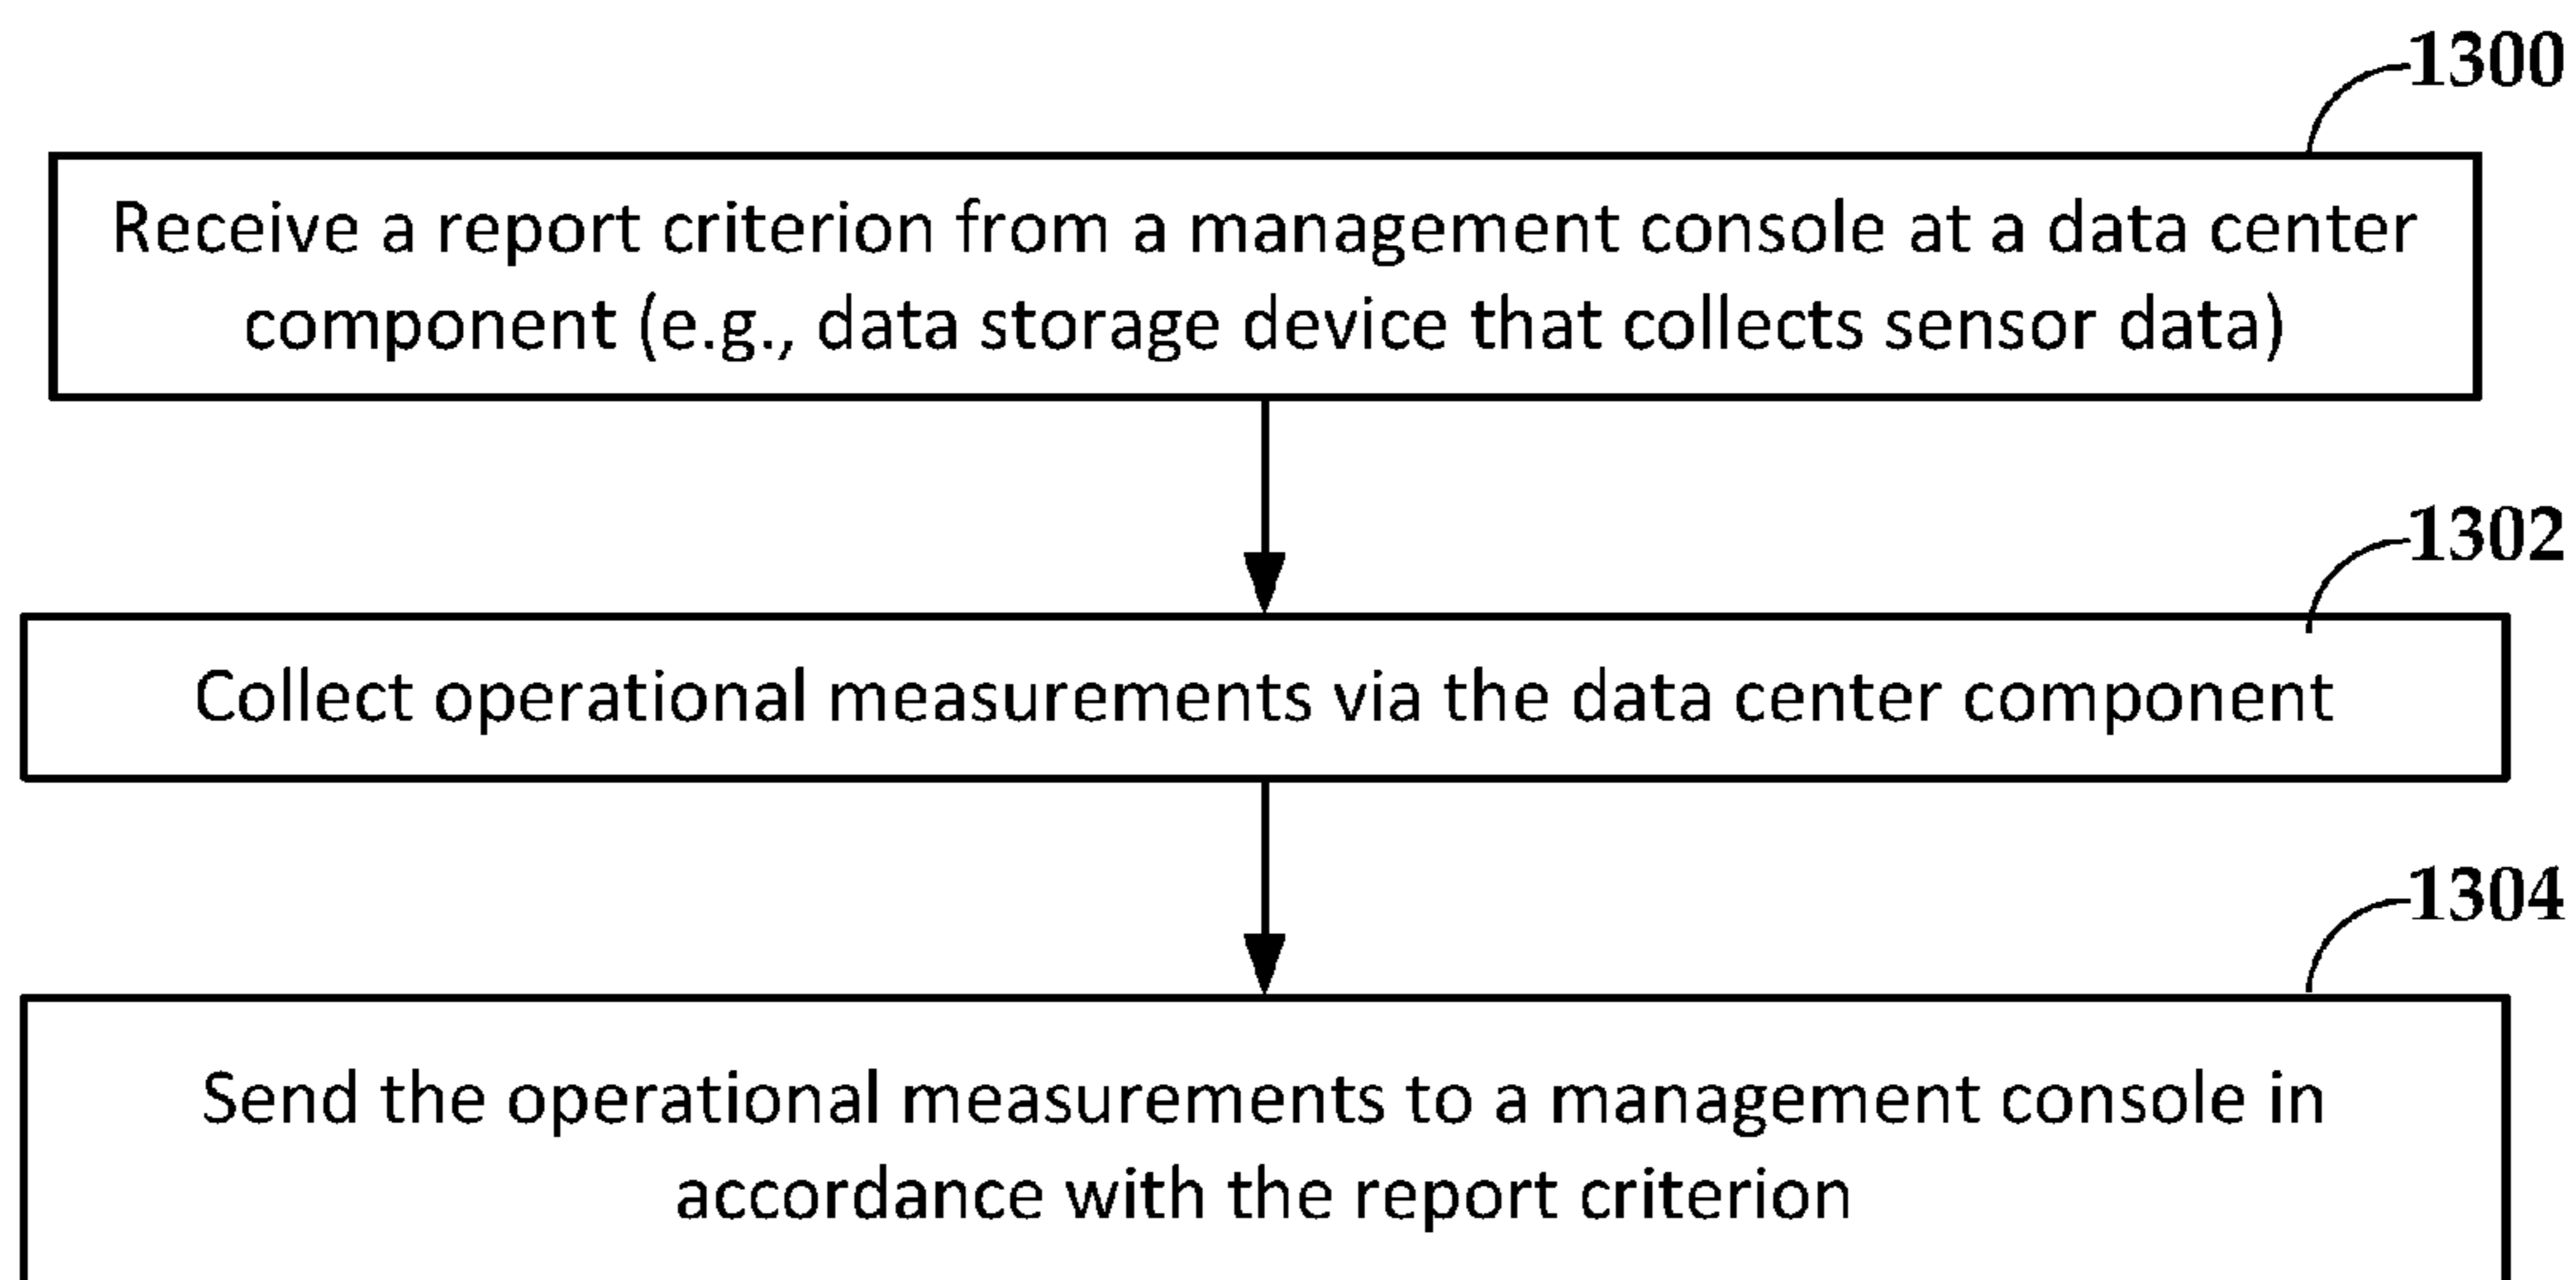 1300
Receive a report criterion from a management console at a data center
component (e.g., data storage device that collects sensor data)
1302
Collect operational measurements via the data center component
1304
Send the operational measurements to a management console in
accordance with the report criterion